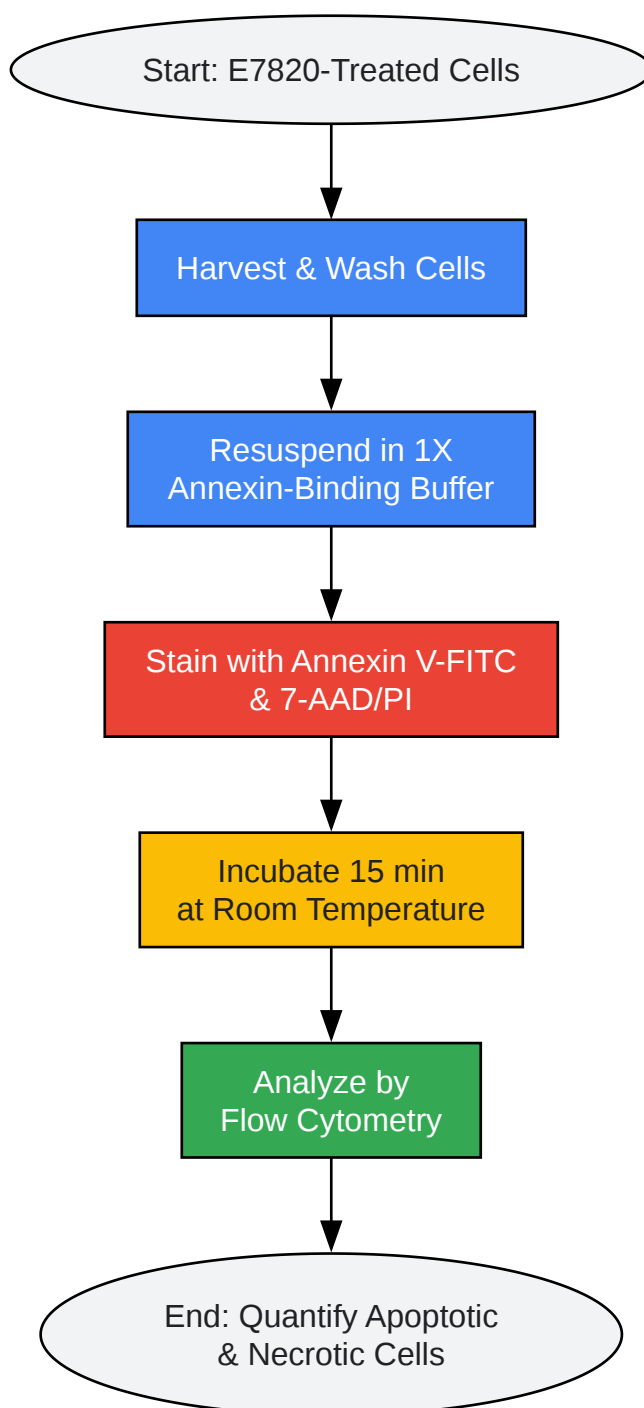 Start: E7820-Treated Cells
Harvest & Wash Cells
Resuspend in 1X
Annexin-Binding Buffer
Stain with Annexin V-FITC
& 7-AAD/PI
Incubate 15 min
at Room Temperature
Analyze by
Flow Cytometry
End: Quantify Apoptotic
& Necrotic Cells